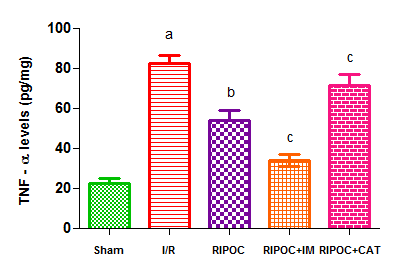 TNF - α levels (pg/mg)
100
80
60
40
20
0
a
b
c
c
Sham I/R RIPOC RIPOC+IM RIPOC+CAT